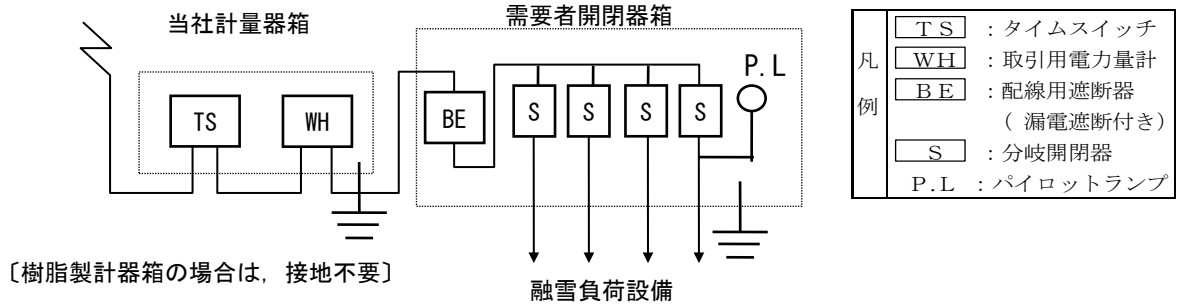 当社計量器箱
需要者開閉器箱
TS
WH
BE
S
S
S
S
P.L
〔樹脂製計器箱の場合は，接地不要〕
融雪負荷設備
凡例
TS ：タイムスイッチ
WH ：取引用電力量計
BE ：配線用遮断器
（漏電遮断付き）
S ：分岐開閉器
P.L ：パイロットランプ